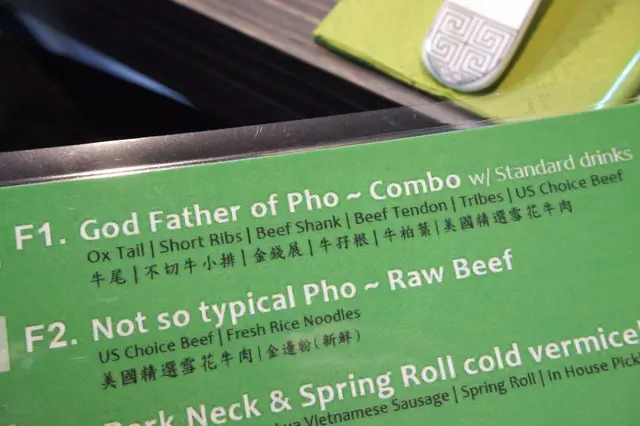 F1. God Father of Pho ~ Combo w/ Standard drinks
Ox Tail | Short Ribs | Beef Shank | Beef Tendon | TrIbes | US Choice Beef
牛尾 | 不切牛小排 | 金錢展 | 牛孖根 | 牛柏葉 | 美國精選雪花牛肉
F2. Not so typical Pho ~ Raw Beef
US Choice Beef | Fresh Rice Noodles
美國精選雪花牛肉 | 金邊粉(新鮮)
Pork Neck & Spring Roll cold vermice
Vietnamese Sausage | Spring Roll | In House